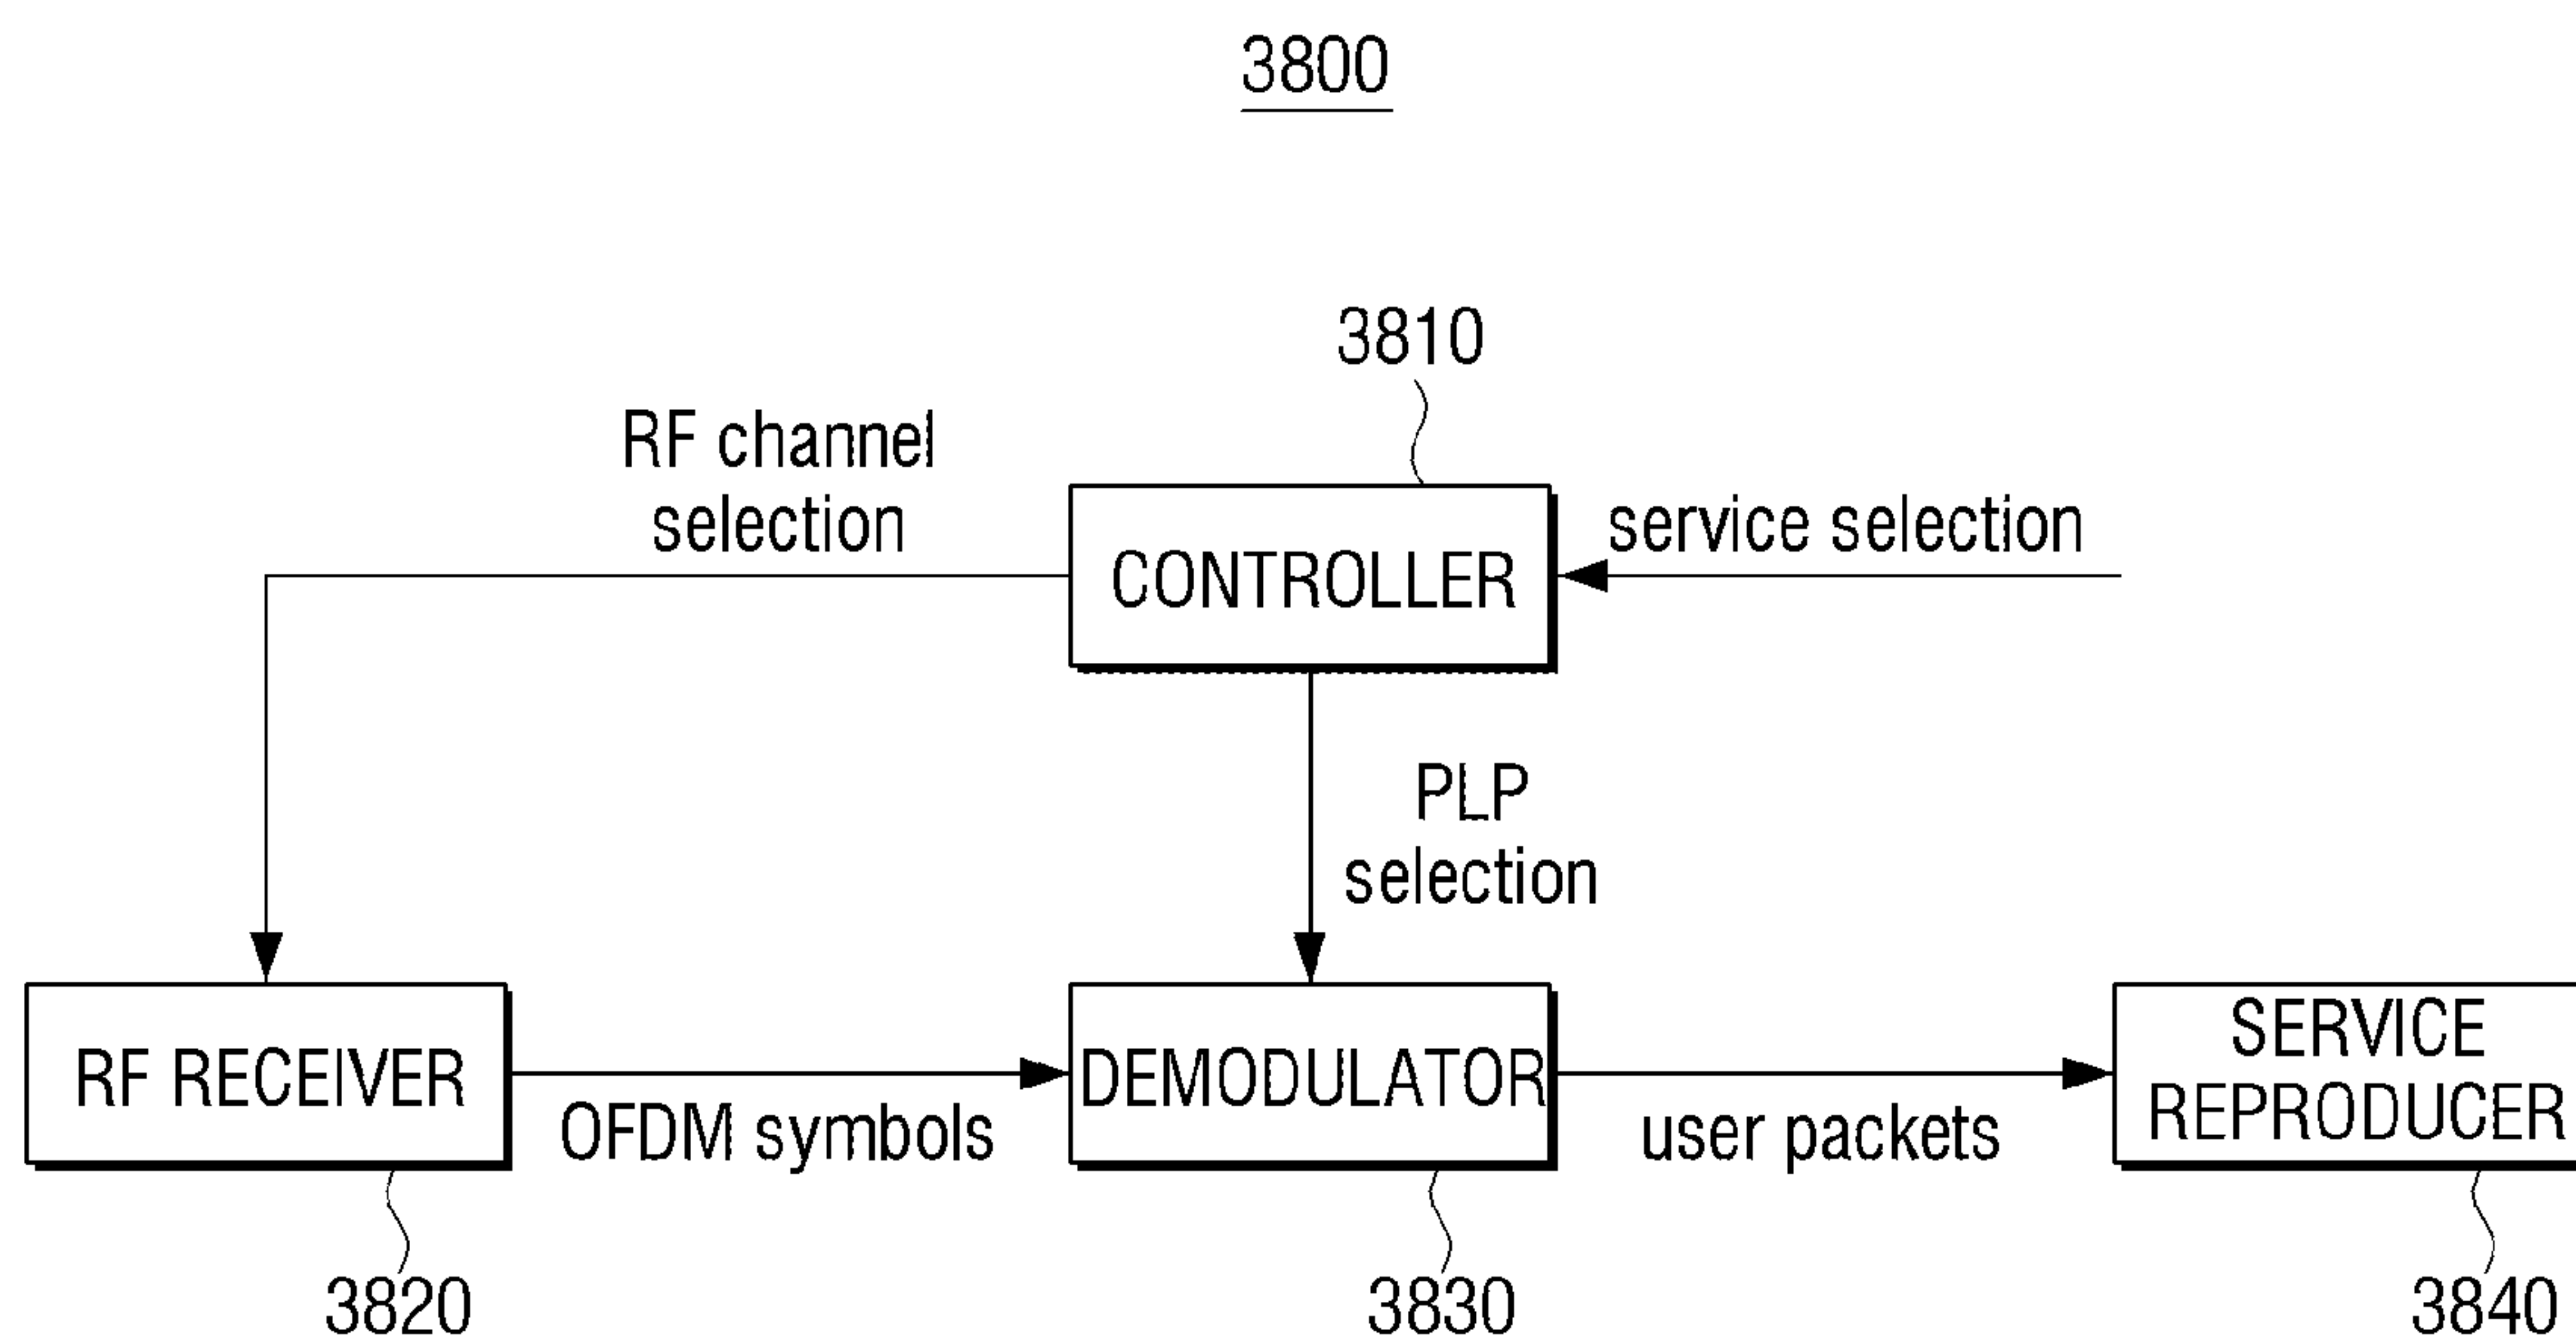 3800
3810
RF channel
selection
CONTROLLER
service selection
PLP
selection
RF RECEIVER
OFDM symbols
DEMODULATOR
user packets
SERVICE
REPRODUCER
3820
3830
3840